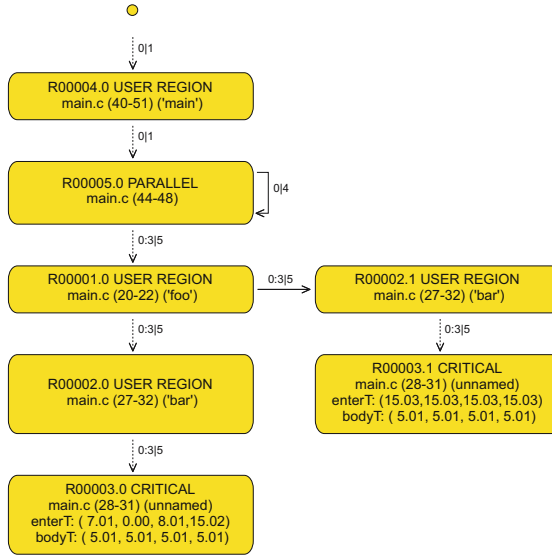 0|1
R00004.0 USER REGION
main.c (40-51) ('main')
0|1
R00005.0 PARALLEL
main.c (44-48)
0|4
0:3|5
R00001.0 USER REGION
main.c (20-22) ('foo')
0:3|5
R00002.1 USER REGION
main.c (27-32) ('bar')
0:3|5
0:3|5
R00002.0 USER REGION
main.c (27-32) ('bar')
R00003.1 CRITICAL
main.c (28-31) (unnamed)
enterT: (15.03,15.03,15.03,15.03)
bodyT: ( 5.01, 5.01, 5.01, 5.01)
0:3|5
R00003.0 CRITICAL
main.c (28-31) (unnamed)
enterT: ( 7.01, 0.00, 8.01,15.02)
bodyT: ( 5.01, 5.01, 5.01, 5.01)